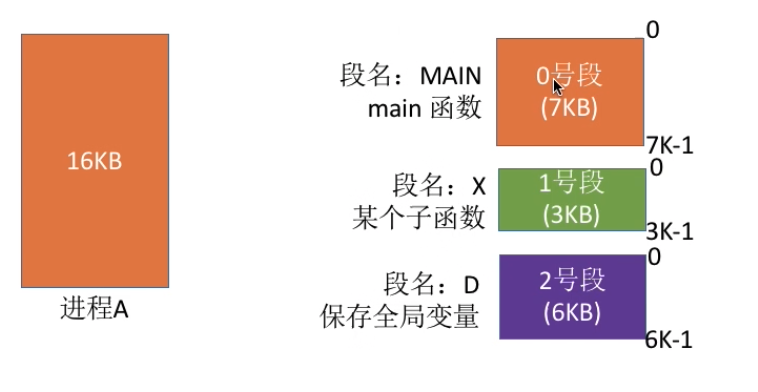 16KB
进程A
段名：MAIN
main 函数
0号段
(7KB)
0
7K-1
段名：X
某个子函数
1号段
(3KB)
0
3K-1
段名：D
保存全局变量
2号段
(6KB)
0
6K-1